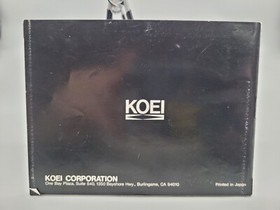 KOEI
KOEI CORPORATION
One Bay Plaza, Suite 540, 1350 Bayshore Hwy., Burlingame, CA 94010
Printed in Japan